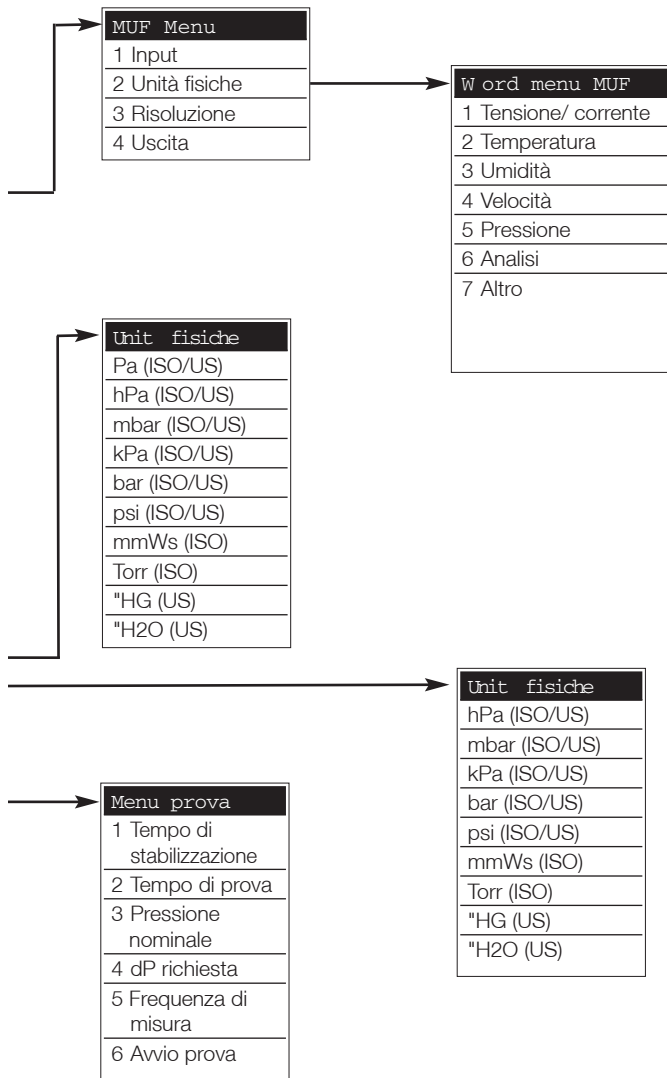 MUF Menu
1 Input
2 Unità fisiche
3 Risoluzione
4 Uscita
W ord menu MUF
1 Tensione/ corrente
2 Temperatura
3 Umidità
4 Velocità
5 Pressione
6 Analisi
7 Altro
Unit fisiche
Pa (ISO/US)
hPa (ISO/US)
mbar (ISO/US)
kPa (ISO/US)
bar (ISO/US)
psi (ISO/US)
mmWs (ISO)
Torr (ISO)
"HG (US)
"H2O (US)
Unit fisiche
hPa (ISO/US)
mbar (ISO/US)
kPa (ISO/US)
bar (ISO/US)
psi (ISO/US)
mmWs (ISO)
Torr (ISO)
"HG (US)
"H2O (US)
Menu prova
1 Tempo di
stabilizzazione
2 Tempo di prova
3 Pressione
nominale
4 dP richiesta
5 Frequenza di
misura
6 Avvio prova